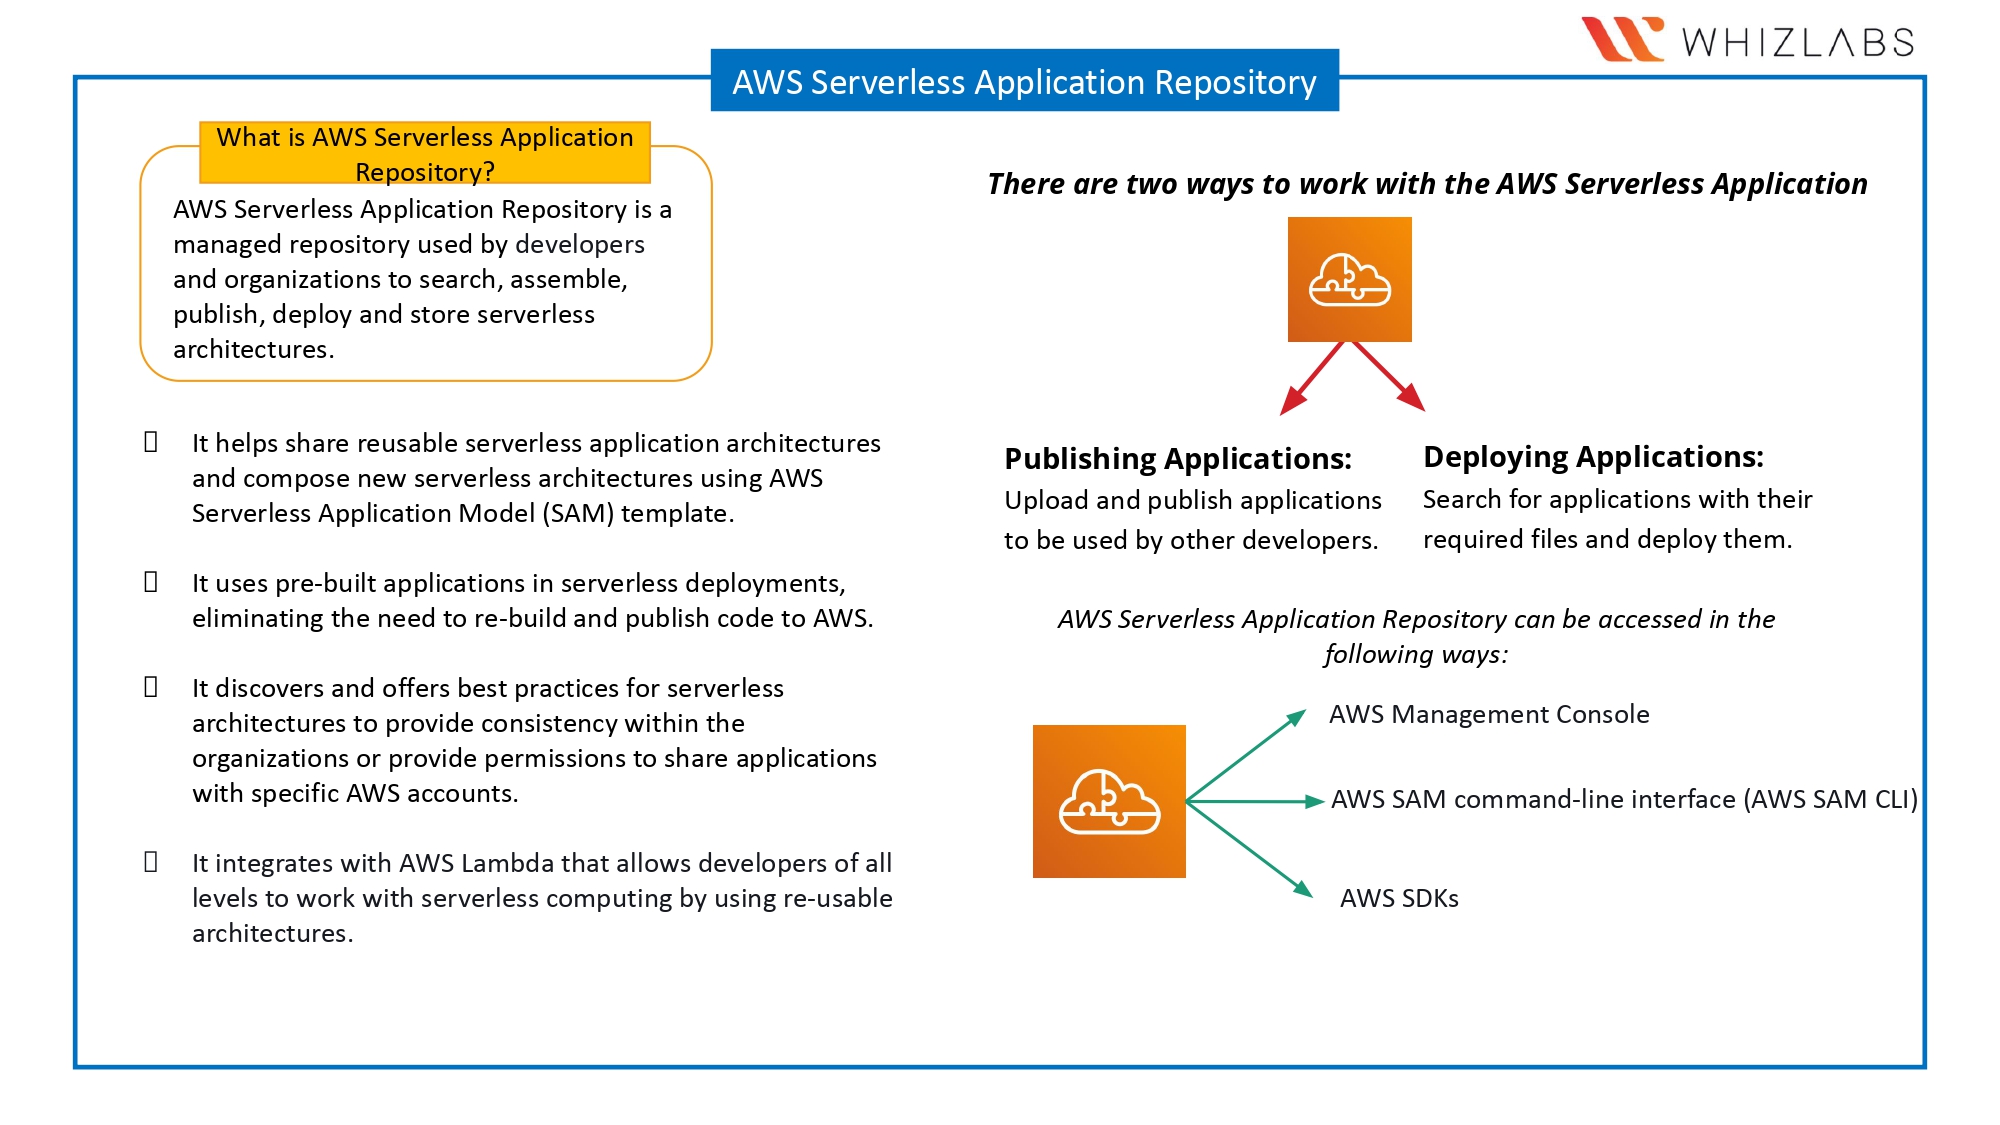 WHIZLABS
AWS Serverless Application Repository
What is AWS Serverless Application
Repository?
AWS Serverless Application Repository is a
managed repository used by developers
and organizations to search, assemble,
publish, deploy and store serverless
architectures.
It helps share reusable serverless application architectures
and compose new serverless architectures using AWS
Serverless Application Model (SAM) template.
It uses pre-built applications in serverless deployments,
eliminating the need to re-build and publish code to AWS.
It discovers and offers best practices for serverless
architectures to provide consistency within the
organizations or provide permissions to share applications
with specific AWS accounts.
It integrates with AWS Lambda that allows developers of all
levels to work with serverless computing by using re-usable
architectures.
There are two ways to work with the AWS Serverless Application
Publishing Applications:
Upload and publish applications
to be used by other developers.
Deploying Applications:
Search for applications with their
required files and deploy them.
AWS Serverless Application Repository can be accessed in the
following ways:
AWS Management Console
AWS SAM command-line interface (AWS SAM CLI)
AWS SDKs